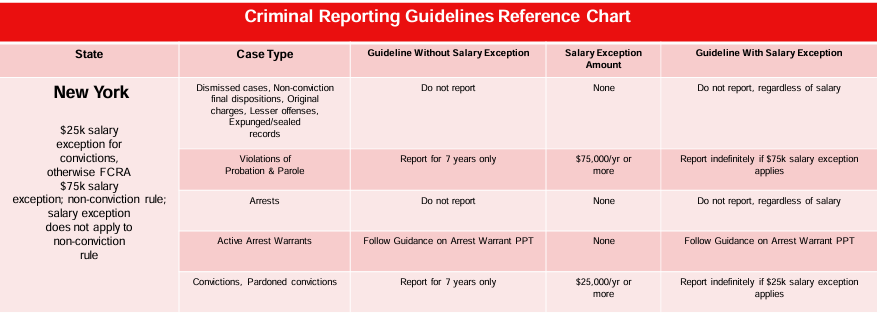 Criminal Reporting Guidelines Reference Chart
State
Case Type
Guideline Without Salary Exception
Salary Exception
Amount
Guideline With Salary Exception
New York
$25k salary
exception for
convictions,
otherwise FCRA
$75k salary
exception; non-conviction rule;
salary exception
does not apply to
non-conviction
rule
Dismissed cases, Non-conviction
final dispositions, Original
charges, Lesser offenses,
Expunged/sealed
records
Do not report
None
Do not report, regardless of salary
Violations of
Probation & Parole
Report for 7 years only
$75,000/yr or
more
Report indefinitely if $75k salary exception
applies
Arrests
Do not report
None
Do not report, regardless of salary
Active Arrest Warrants
Follow Guidance on Arrest Warrant PPT
None
Follow Guidance on Arrest Warrant PPT
Convictions, Pardoned convictions
Report for 7 years only
$25,000/yr or
more
Report indefinitely if $25k salary exception
applies